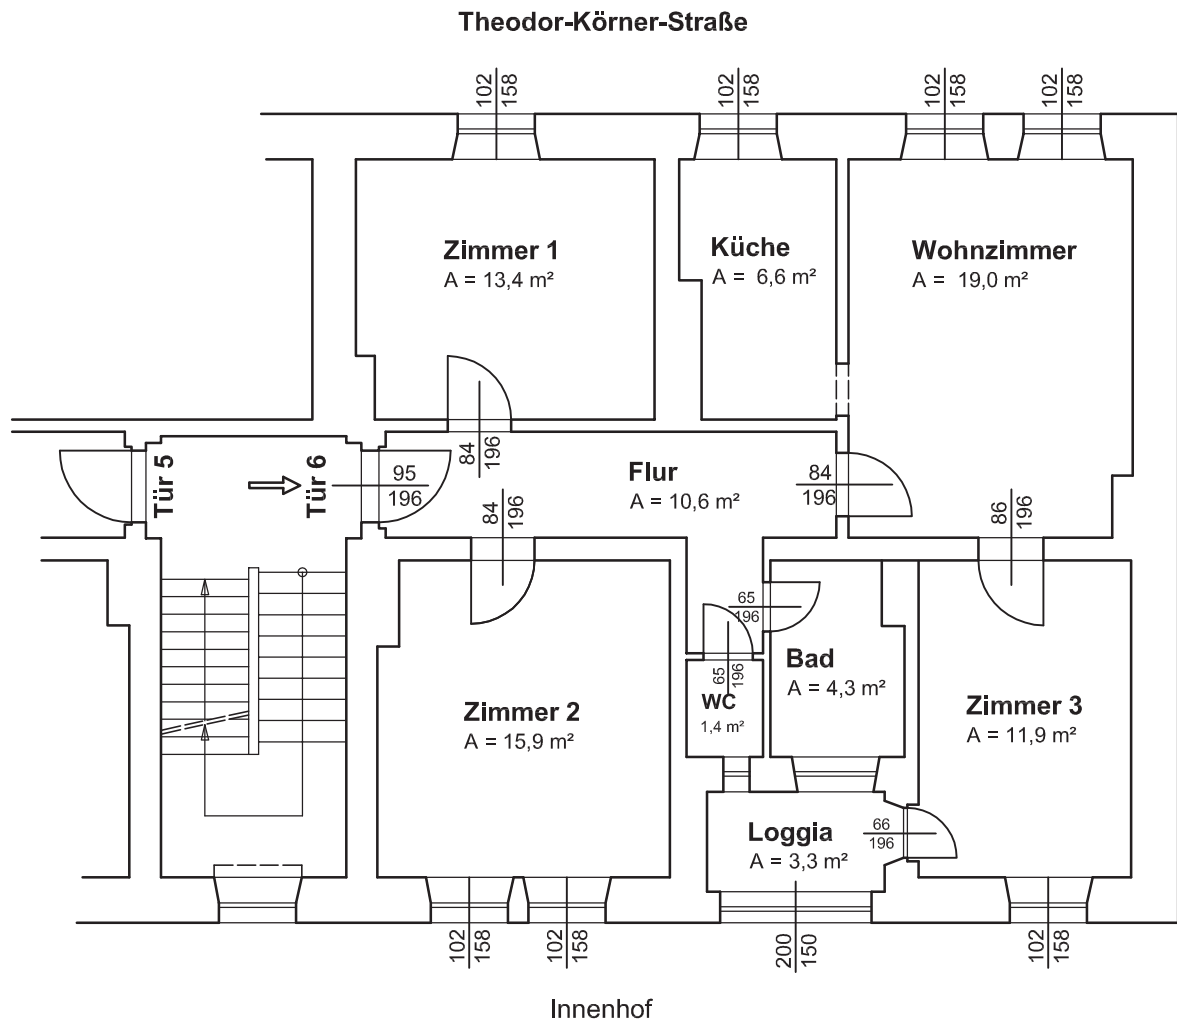 Theodor-Körner-Straße
102
158
102
158
102
158
102
158
Zimmer 1
A = 13,4 m²
Küche
A = 6,6 m²
Wohnzimmer
A = 19,0 m²
Tür 5
Tür 6
95
196
84
196
Flur
A = 10,6 m²
84
196
84
196
86
196
65
196
65
196
WC
1,4 m²
Bad
A = 4,3 m²
Zimmer 2
A = 15,9 m²
Zimmer 3
A = 11,9 m²
Loggia
A = 3,3 m²
66
196
102
158
102
158
200
150
102
158
Innenhof